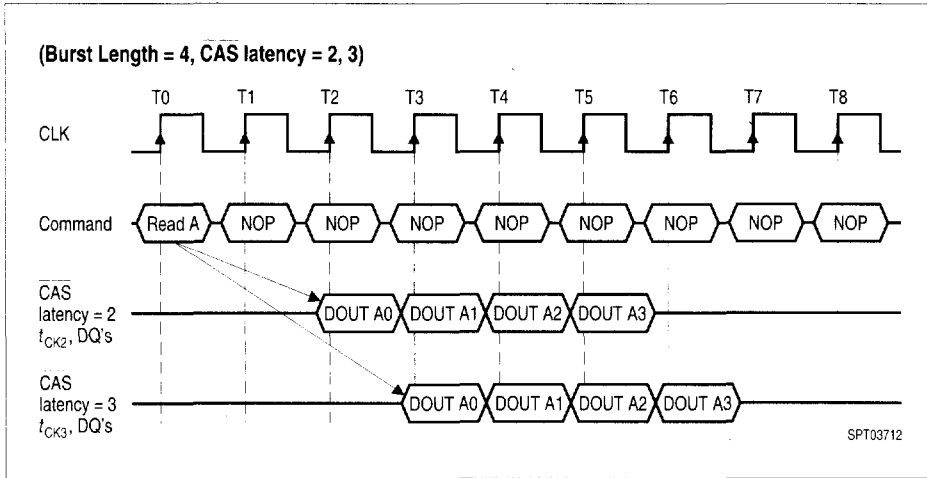 (Burst Length = 4, CAS latency = 2, 3)
T0 T1 T2 T3 T4 T5 T6 T7 T8
CLK
Command Read A NOP NOP NOP NOP NOP NOP NOP NOP
CAS
latency = 2
tCK2, DQ's
DOUT A0 DOUT A1 DOUT A2 DOUT A3
CAS
latency = 3
tCK3, DQ's
DOUT A0 DOUT A1 DOUT A2 DOUT A3
SPT03712